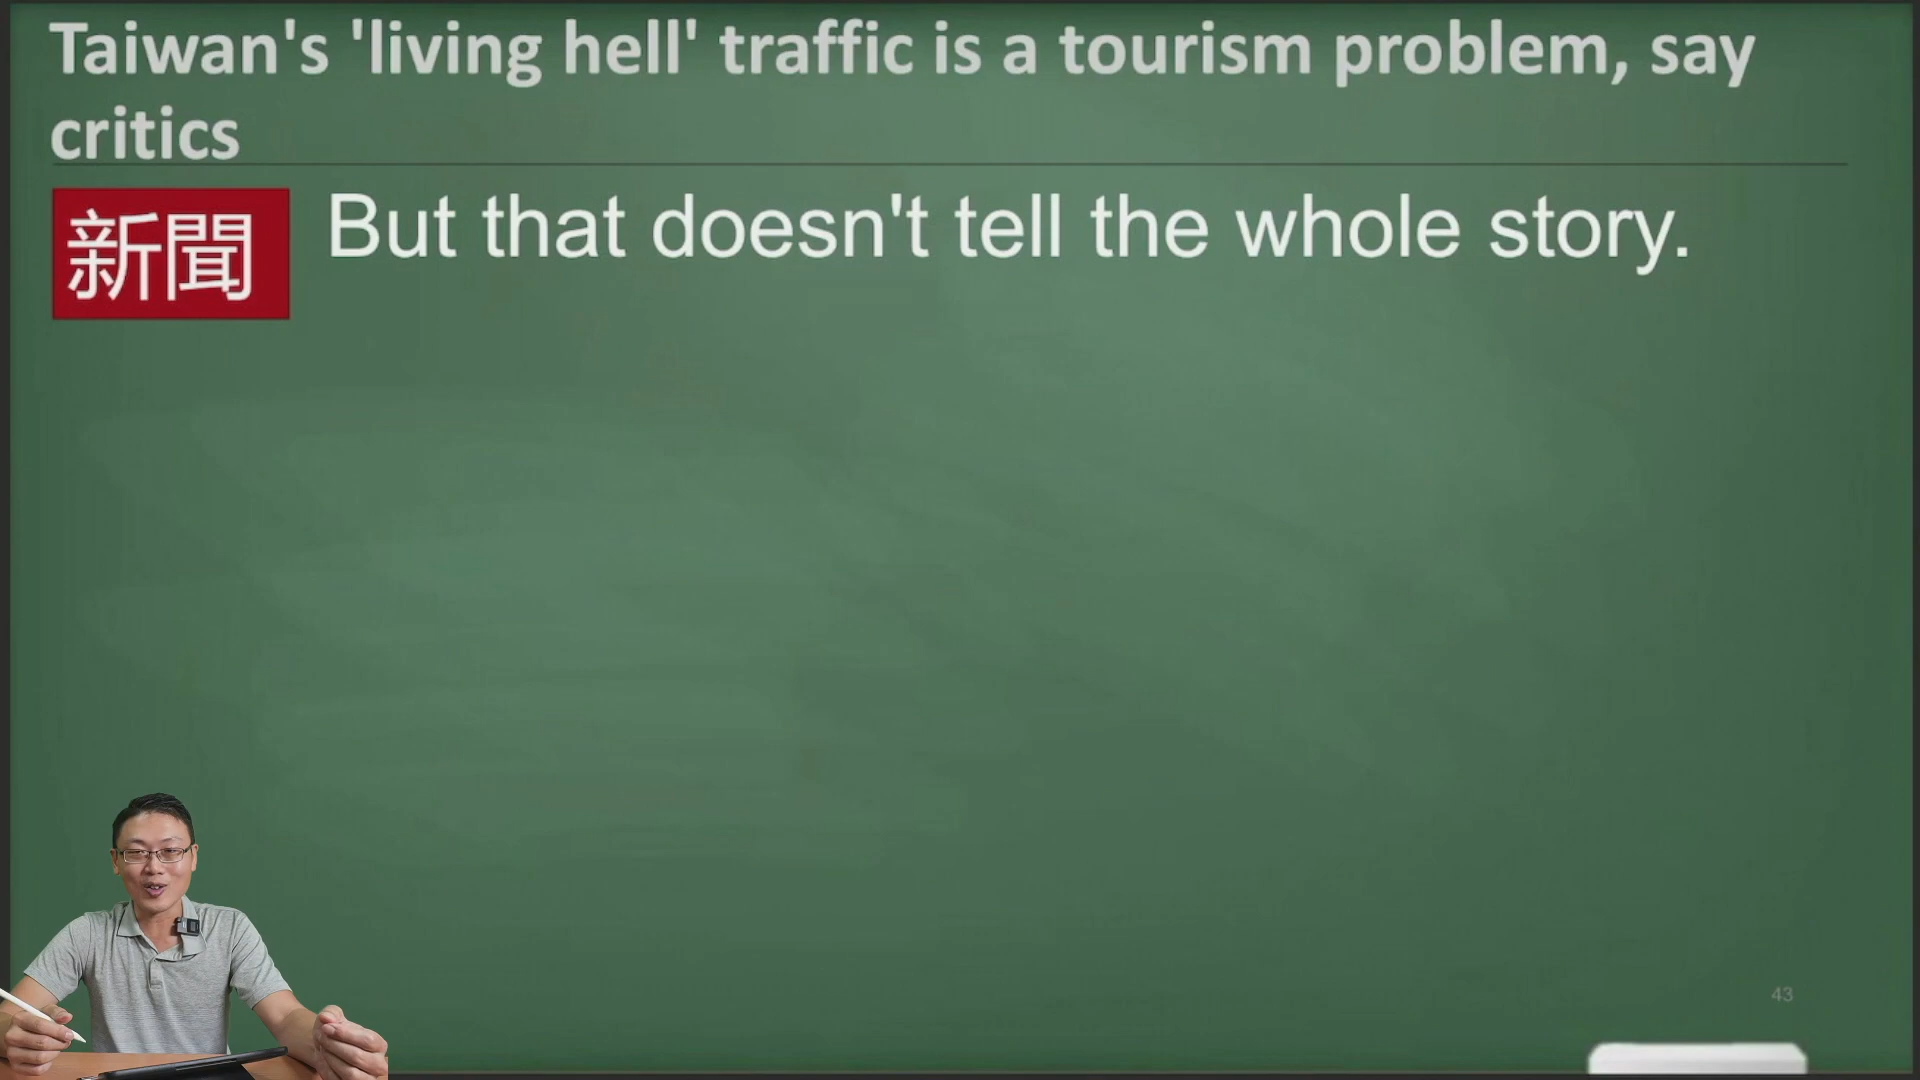 Taiwan's 'living hell' traffic is a tourism problem, say
critics
新聞
But that doesn't tell the whole story.
43